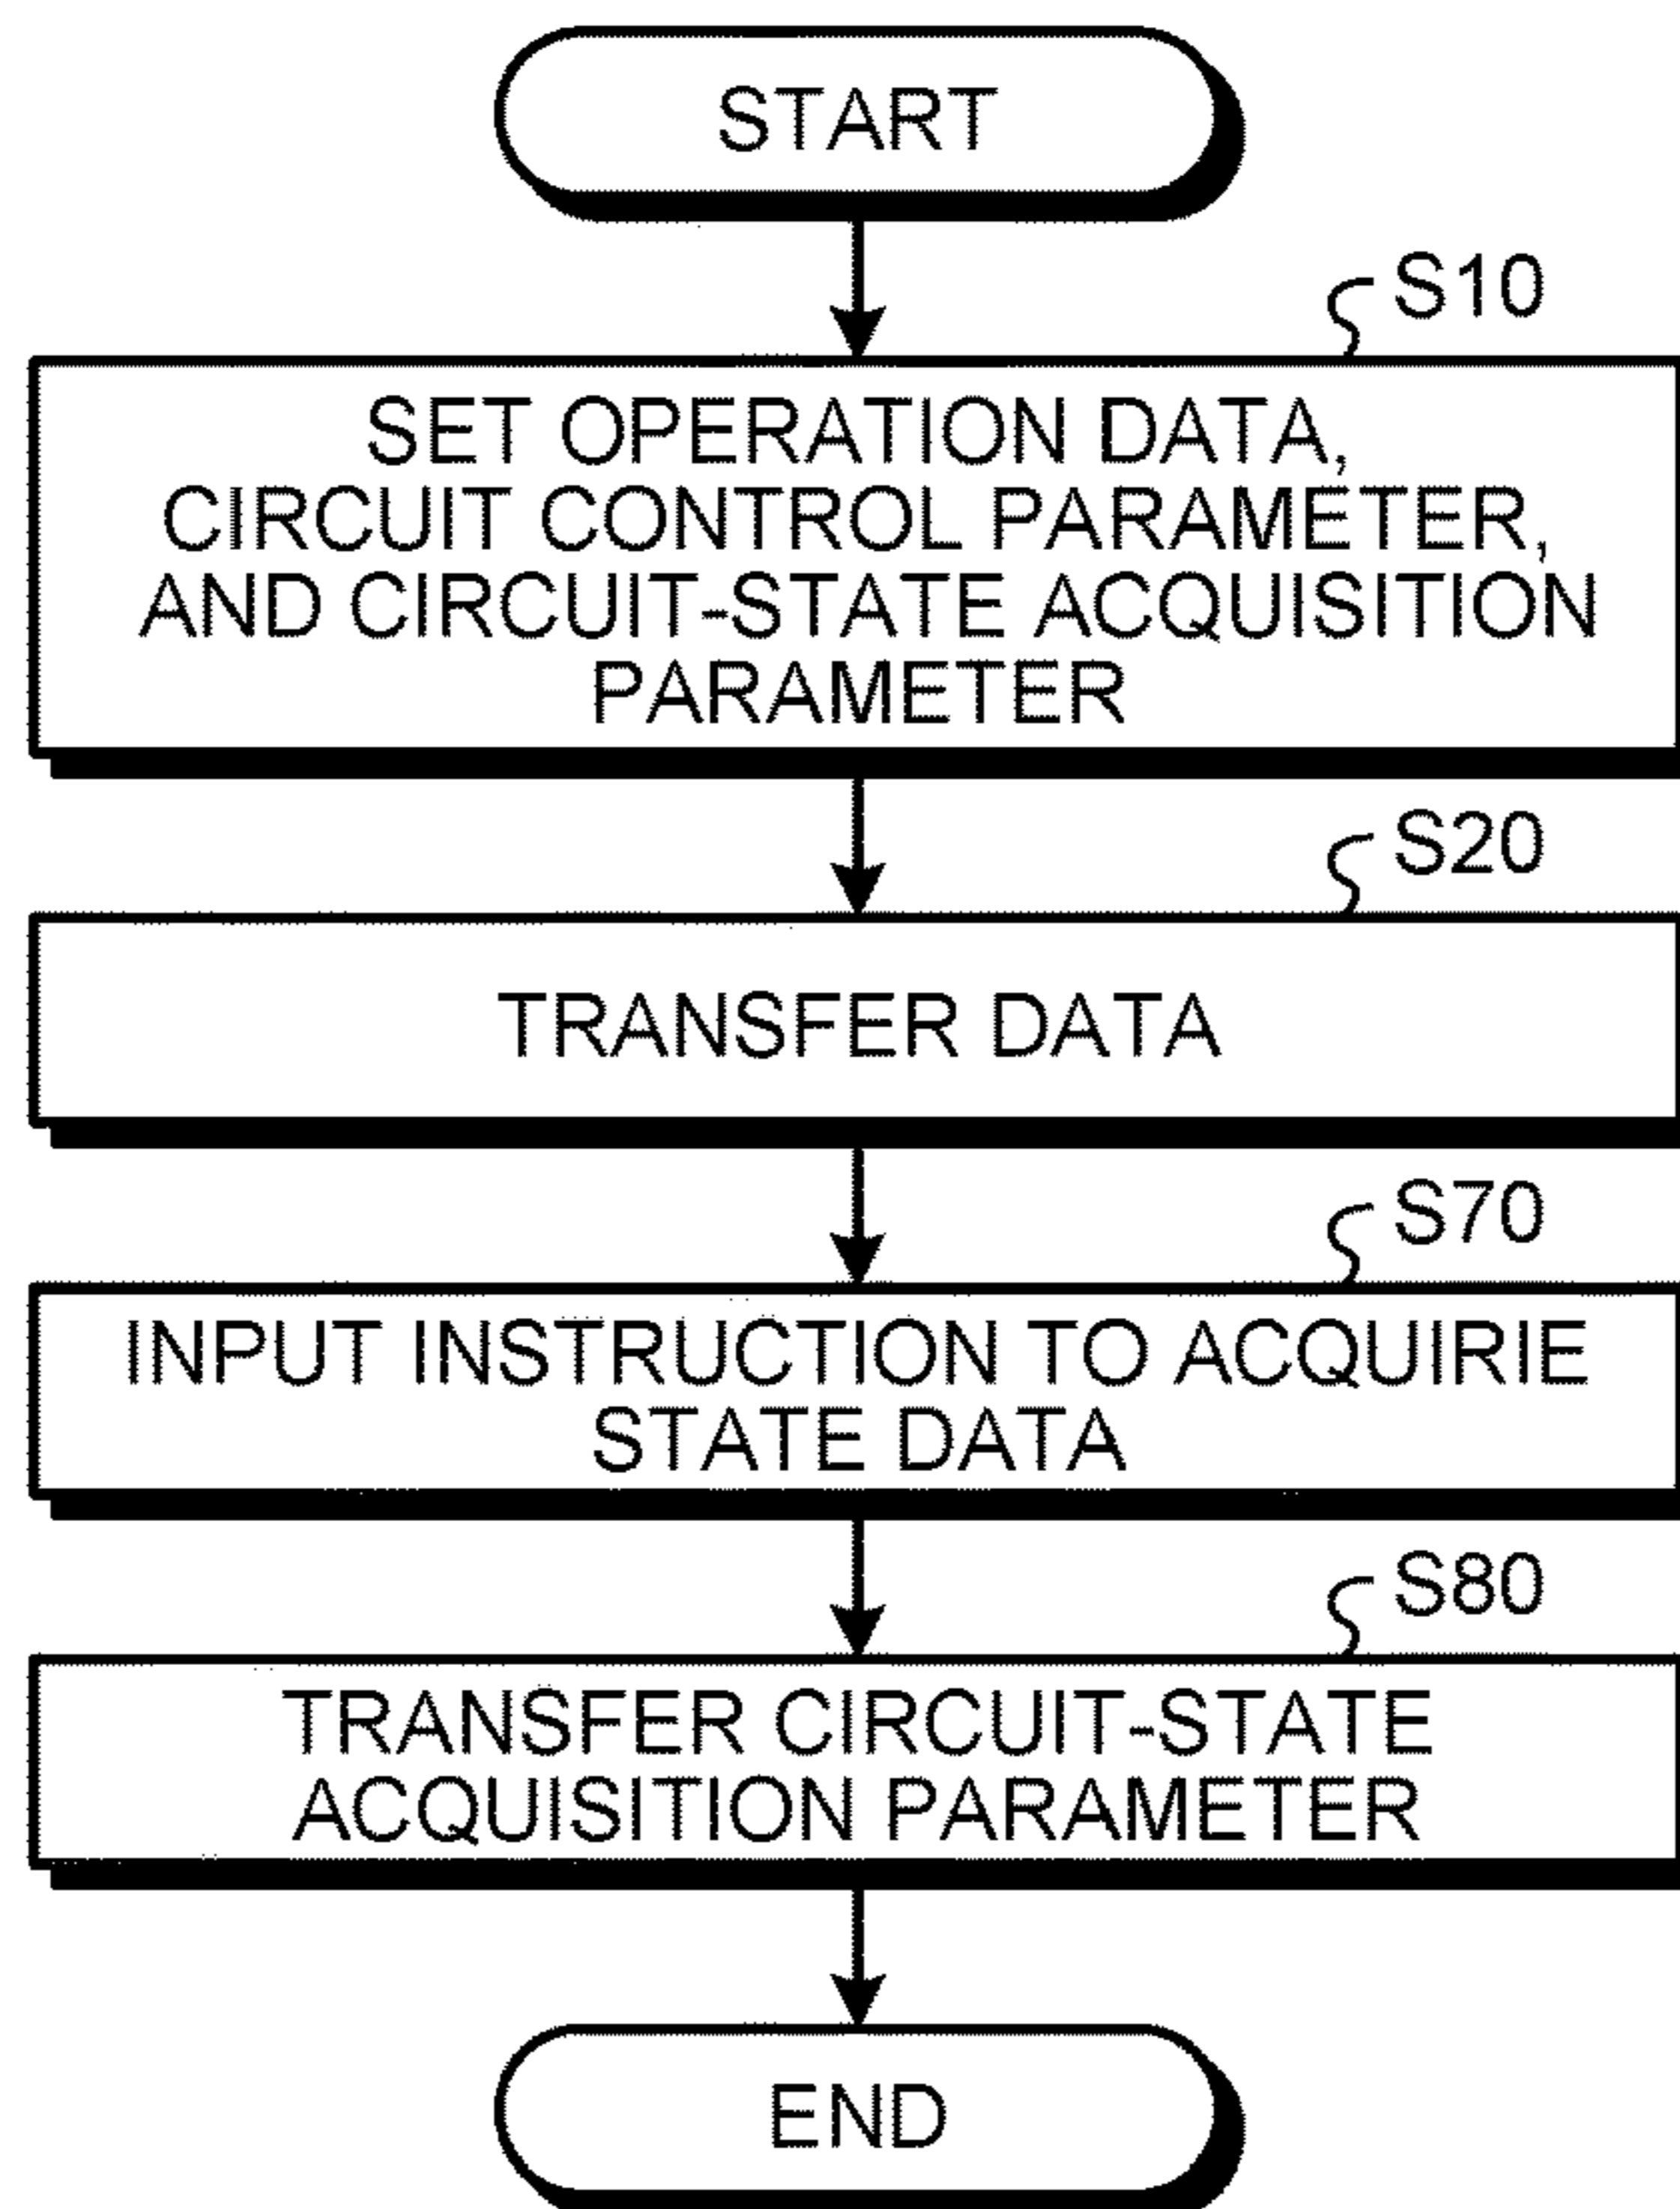 START
S10
SET OPERATION DATA,
CIRCUIT CONTROL PARAMETER,
AND CIRCUIT-STATE ACQUISITION
PARAMETER
S20
TRANSFER DATA
S70
INPUT INSTRUCTION TO ACQUIRIE
STATE DATA
S80
TRANSFER CIRCUIT-STATE
ACQUISITION PARAMETER
END